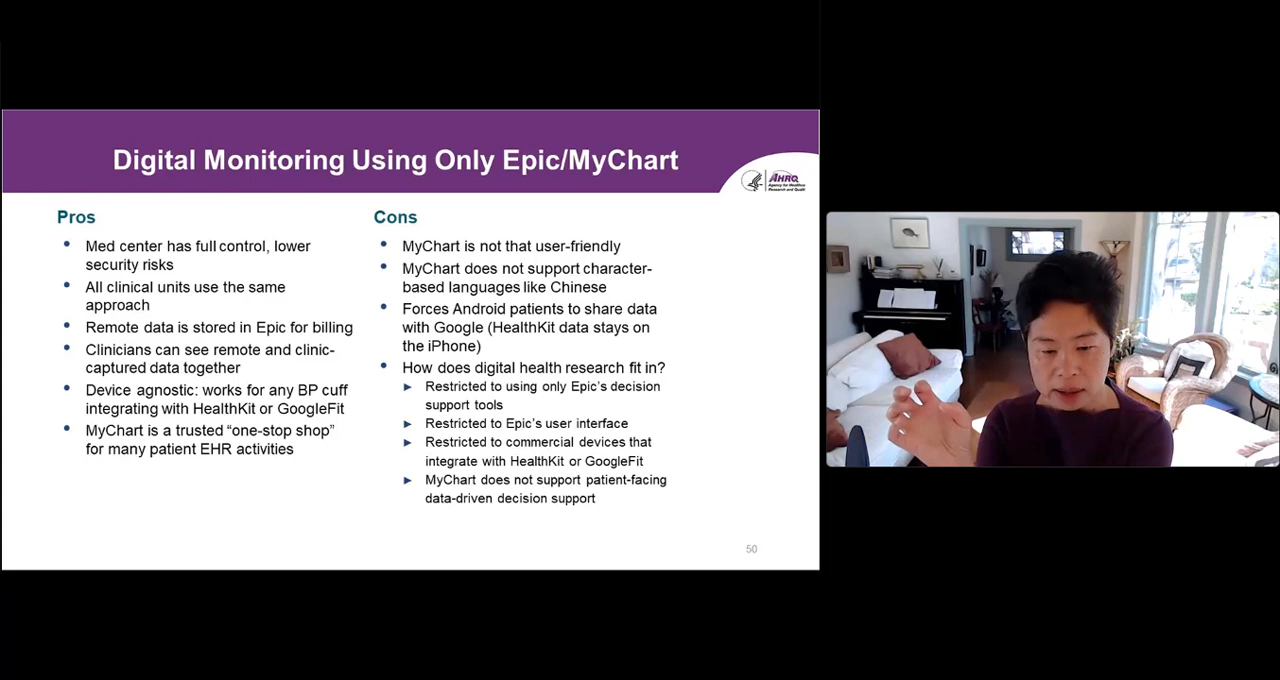 Digital Monitoring Using Only Epic/MyChart
AHRQ
Agency for Healthcare
Research and Quality
Pros
Med center has full control, lower
security risks
All clinical units use the same
approach
Remote data is stored in Epic for billing
Clinicians can see remote and clinic-
captured data together
Device agnostic: works for any BP cuff
integrating with HealthKit or GoogleFit
MyChart is a trusted “one-stop shop”
for many patient EHR activities
Cons
MyChart is not that user-friendly
MyChart does not support character-
based languages like Chinese
Forces Android patients to share data
with Google (HealthKit data stays on
the iPhone)
How does digital health research fit in?
Restricted to using only Epic’s decision
support tools
Restricted to Epic’s user interface
Restricted to commercial devices that
integrate with HealthKit or GoogleFit
MyChart does not support patient-facing
data-driven decision support
50